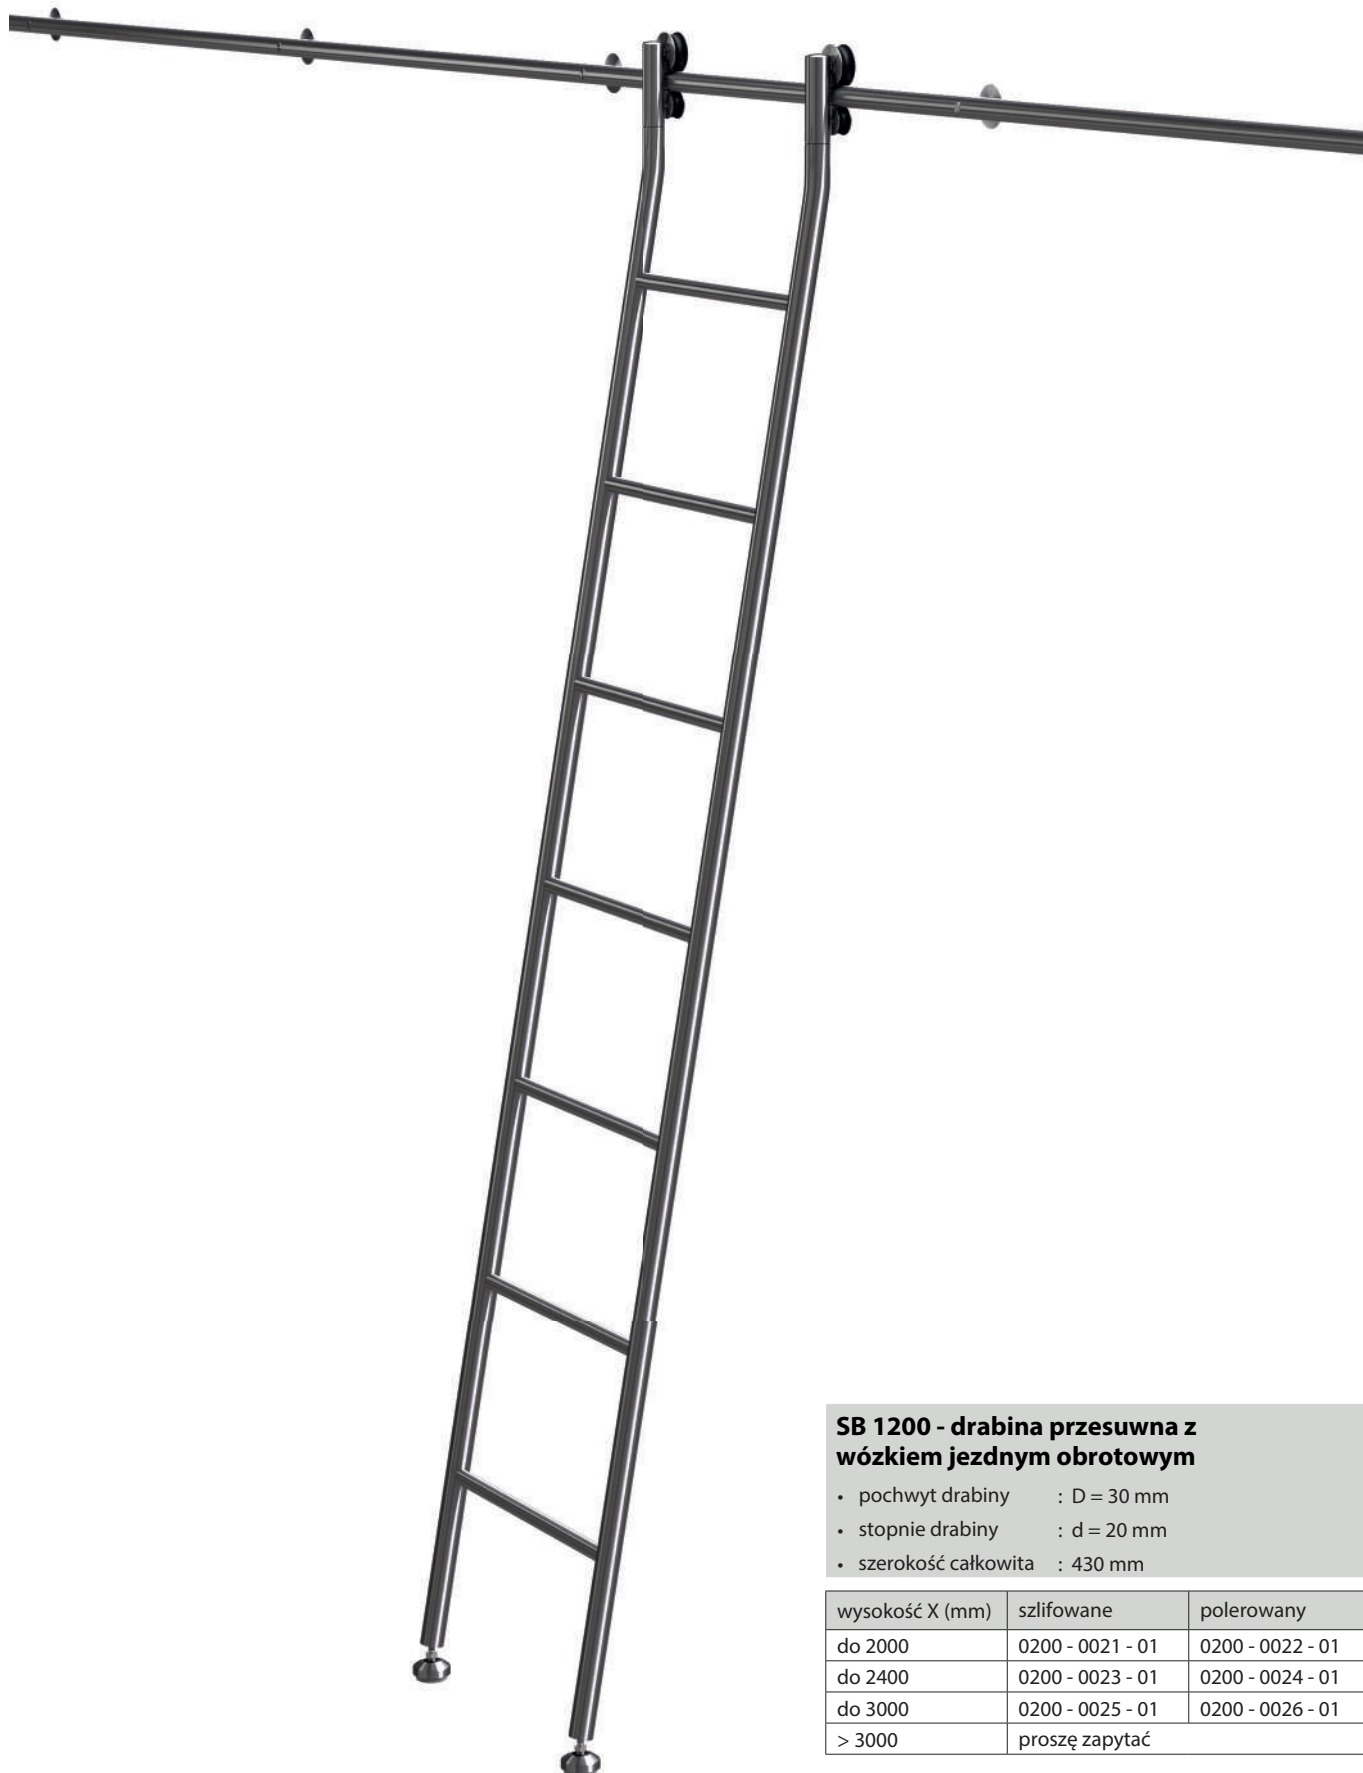 SB 1200 - drabina przesuwna z
wózkiem jezdnym obrotowym
• pochwyt drabiny : D = 30 mm
• stopnie drabiny : d = 20 mm
• szerokość całkowita : 430 mm
wysokość X (mm) szlifowane polerowany
do 2000 0200 - 0021 - 01 0200 - 0022 - 01
do 2400 0200 - 0023 - 01 0200 - 0024 - 01
do 3000 0200 - 0025 - 01 0200 - 0026 - 01
> 3000 proszę zapytać